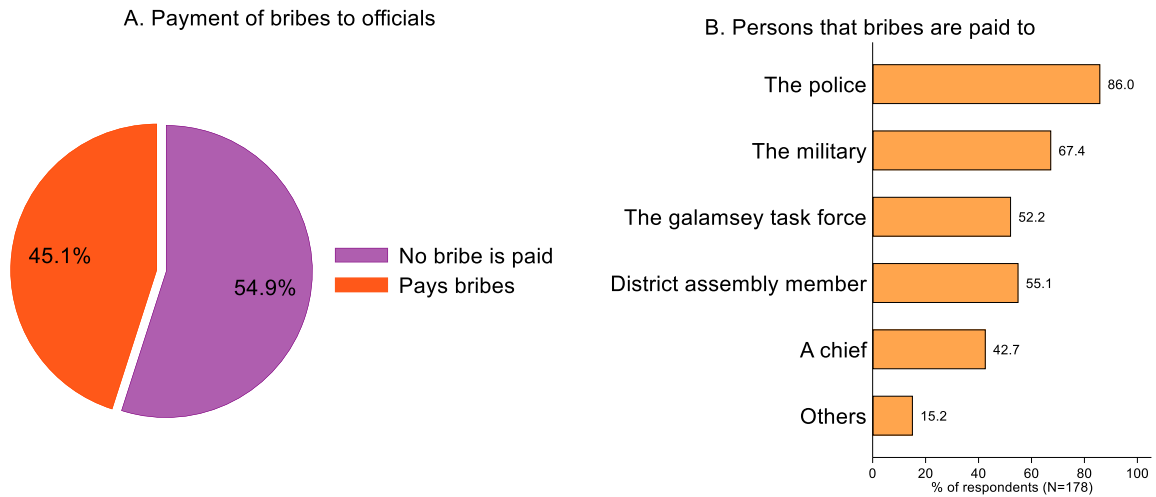 A. Payment of bribes to officials
45.1%
54.9%
No bribe is paid
Pays bribes
B. Persons that bribes are paid to
The police
86.0
The military
67.4
The galamsey task force
52.2
District assembly member
55.1
A chief
42.7
Others
15.2
0 20 40 60 80 100
% of respondents (N=178)